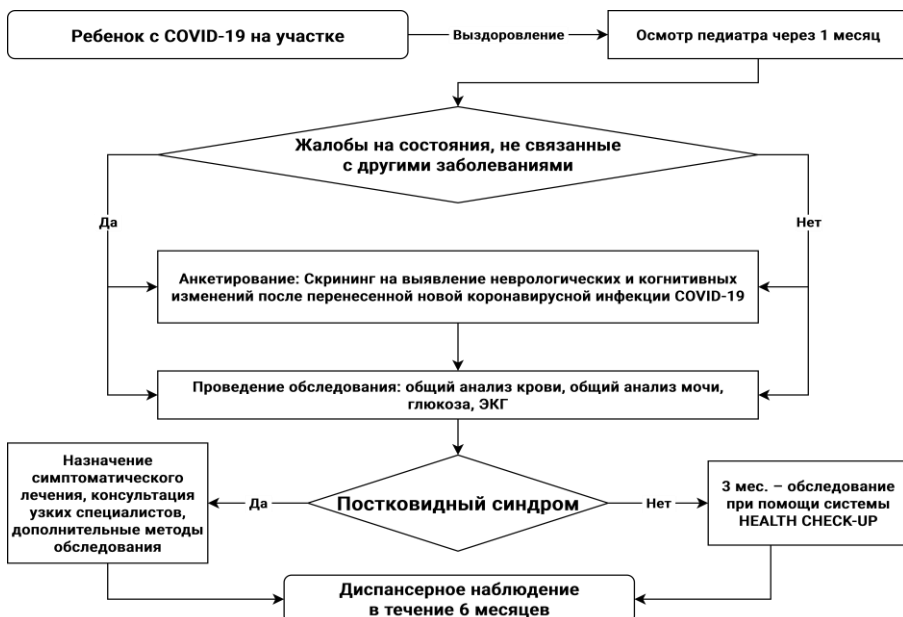 Ребенок с COVID-19 на участке
Выздоровление
Осмотр педиатра через 1 месяц
Жалобы на состояния, не связанные
с другими заболеваниями
Да
Нет
Анкетирование: Скрининг на выявление неврологических и когнитивных
изменений после перенесенной новой коронавирусной инфекции COVID-19
Проведение обследования: общий анализ крови, общий анализ мочи,
глюкоза, ЭКГ
Назначение
симптоматического
лечения, консультация
узких специалистов,
дополнительные методы
обследования
Да
Постковидный синдром
Нет
3 мес. – обследование
при помощи системы
HEALTH CHECK-UP
Диспансерное наблюдение
в течение 6 месяцев